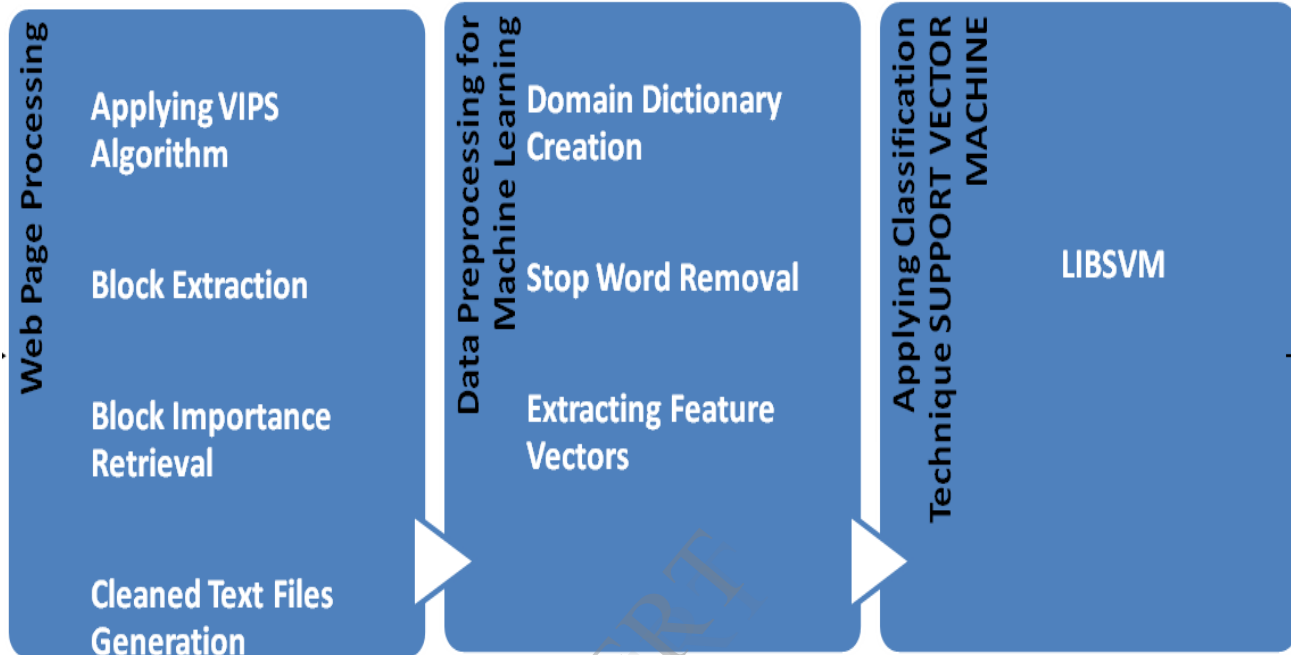 Web Page Processing
Applying VIPS
Algorithm
Block Extraction
Block Importance
Retrieval
Cleaned Text Files
Generation
Data Preprocessing for
Machine Learning
Domain Dictionary
Creation
Stop Word Removal
Extracting Feature
Vectors
Applying Classification
Technique SUPPORT VECTOR
MACHINE
LIBSVM